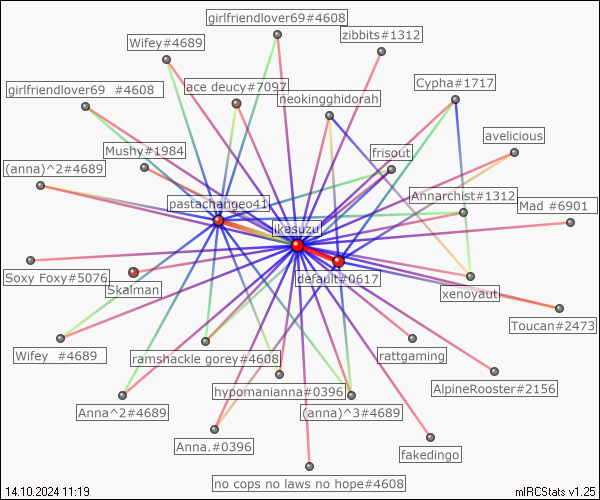 girlfriendlover69#4608
zibbits#1312
Wifey#4689
Cypha#1717
girlfriendlover69 #4608
lace deucy#7097
neokingghidorah
avelicious
Mushy#1984
frisout
(anna)^2#4689
Annarchist#1312
Mad #6901
pastachangeo41
ikasuzu
Soxy Foxy#5076
Skalman
default#0617
xenoyaut
Toucan#2473
Wifey #4689
ramshackle gorey#4608
rattgaming
hypomanianna#0396
AlpineRooster#2156
Anna^2#4689
(anna)^3#4689
Anna.#0396
fakedingo
no cops no laws no hope#4608
14.10.2024 11:19
mIRCStats v1.25